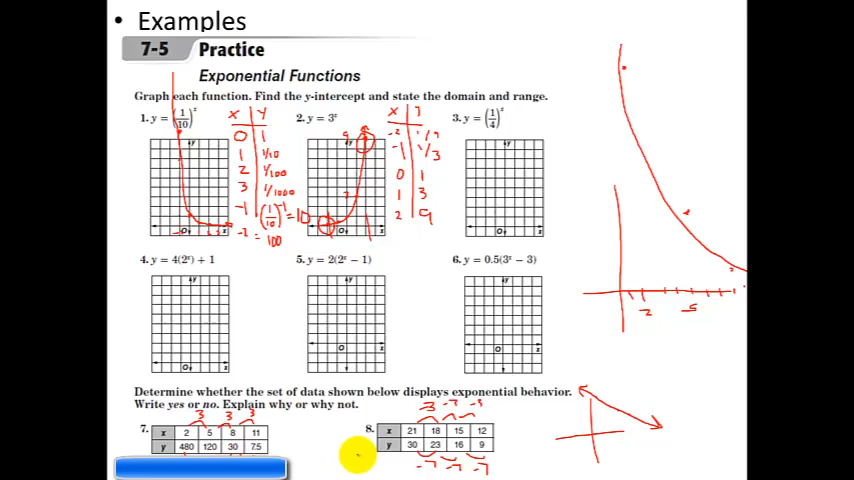 • Examples
7-5 Practice
Exponential Functions
Graph each function. Find the y-intercept and state the domain and range.
1. y = (1/10)ˣ
X Y
0 1
1 1/10
2 1/100
3 1/1000
-1 (1/10)⁻¹ = 10
-2 = 100
2. y = 3ˣ
X Y
-2 1/9
-1 1/3
0 1
1 3
2 9
9
3
y
O x
3. y = (1/4)ˣ
y
O x
4. y = 4(2ˣ) + 1
y
O x
5. y = 2(2ˣ − 1)
y
O x
6. y = 0.5(3ˣ − 3)
y
O x
2 5
Determine whether the set of data shown below displays exponential behavior.
Write yes or no. Explain why or why not.
7.
3 3 3
x 2 5 8 11
y 480 120 30 7.5
8.
-3 -3 -3
x 21 18 15 12
y 30 23 16 9
-7 -7 -7